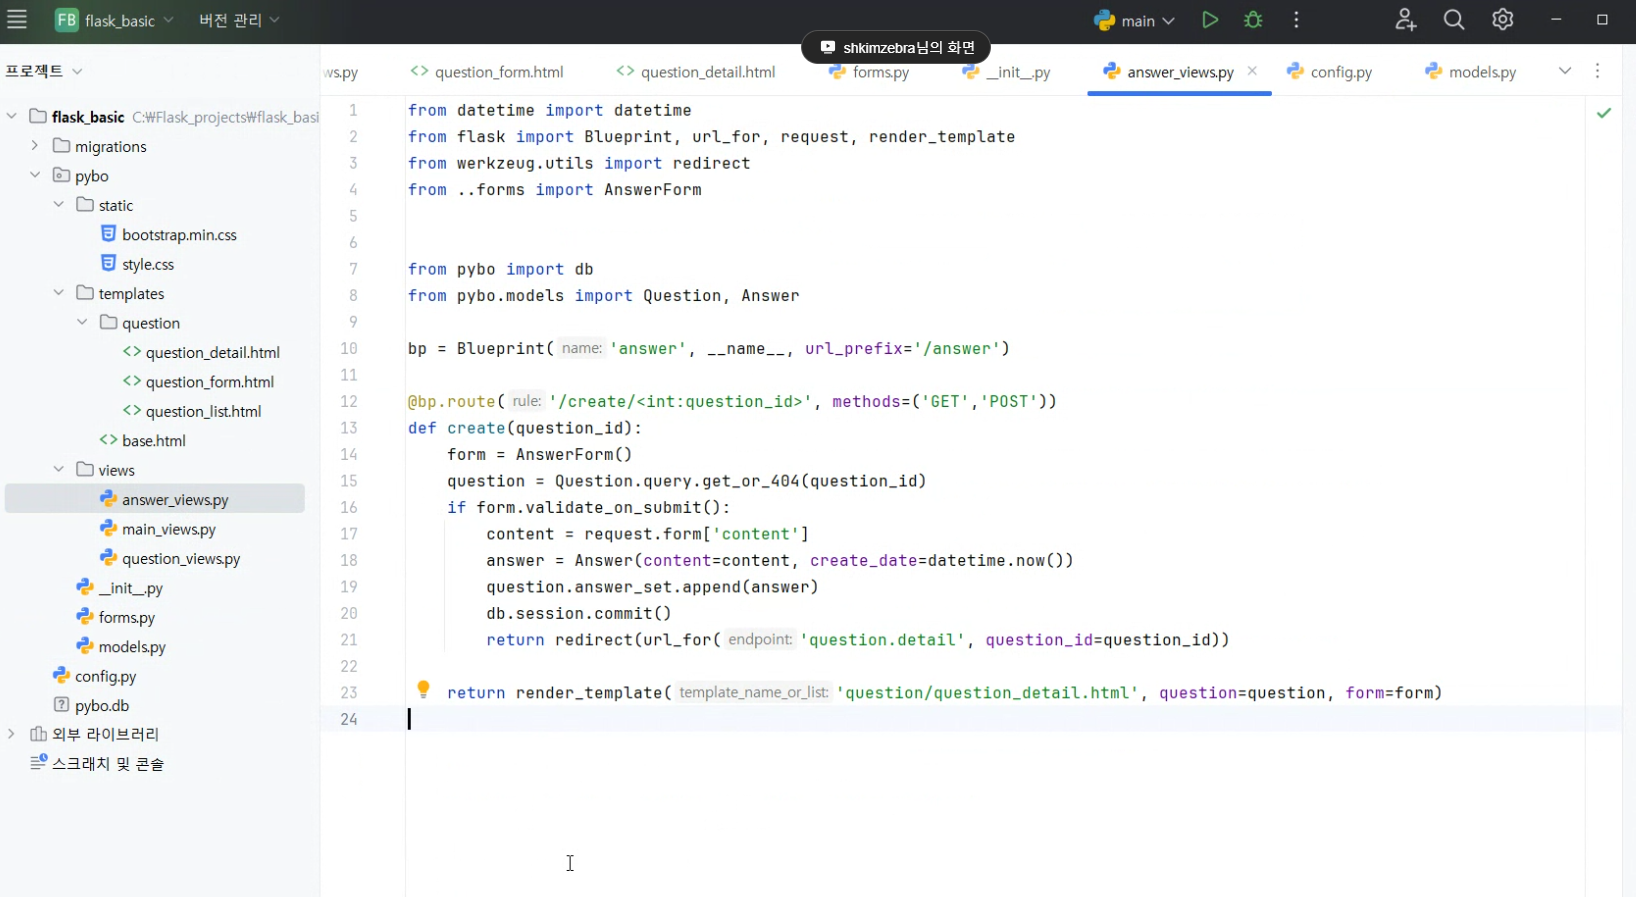 FB flask_basic 버전 관리 main
shkimzebra님의 화면
프로젝트
ws.py question_form.html question_detail.html forms.py __init__.py answer_views.py config.py models.py
flask_basic C:₩Flask_projects₩flask_basi
migrations
pybo
static
bootstrap.min.css
style.css
templates
question
question_detail.html
question_form.html
question_list.html
base.html
views
answer_views.py
main_views.py
question_views.py
__init__.py
forms.py
models.py
config.py
pybo.db
외부 라이브러리
스크래치 및 콘솔
1 from datetime import datetime
2 from flask import Blueprint, url_for, request, render_template
3 from werkzeug.utils import redirect
4 from ..forms import AnswerForm
5
6
7 from pybo import db
8 from pybo.models import Question, Answer
9
10 bp = Blueprint( name: 'answer', __name__, url_prefix='/answer')
11
12 @bp.route( rule: '/create/<int:question_id>', methods=('GET','POST'))
13 def create(question_id):
14 form = AnswerForm()
15 question = Question.query.get_or_404(question_id)
16 if form.validate_on_submit():
17 content = request.form['content']
18 answer = Answer(content=content, create_date=datetime.now())
19 question.answer_set.append(answer)
20 db.session.commit()
21 return redirect(url_for( endpoint: 'question.detail', question_id=question_id))
22
23 return render_template( template_name_or_list: 'question/question_detail.html', question=question, form=form)
24